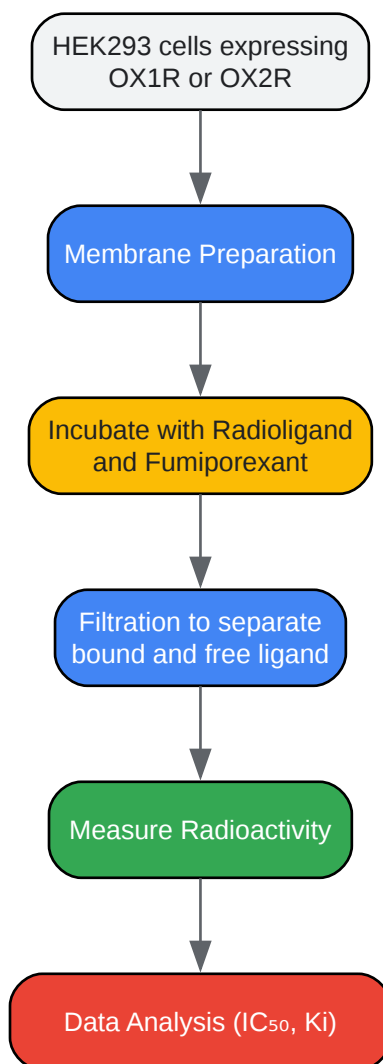 HEK293 cells expressing
OX1R or OX2R
Membrane Preparation
Incubate with Radioligand
and Fumiporexant
Filtration to separate
bound and free ligand
Measure Radioactivity
Data Analysis (IC₅₀, Ki)